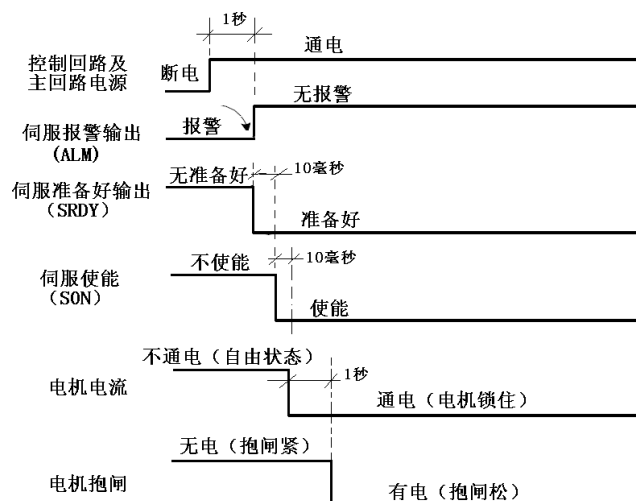 1秒
通电
控制回路及
主回路电源
断电
无报警
报警
伺服报警输出
(ALM)
无准备好
10毫秒
伺服准备好输出
（SRDY）
准备好
不使能
10毫秒
伺服使能
（SON）
使能
不通电（自由状态）
1秒
电机电流
通电（电机锁住）
无电（抱闸紧）
电机抱闸
有电（抱闸松）